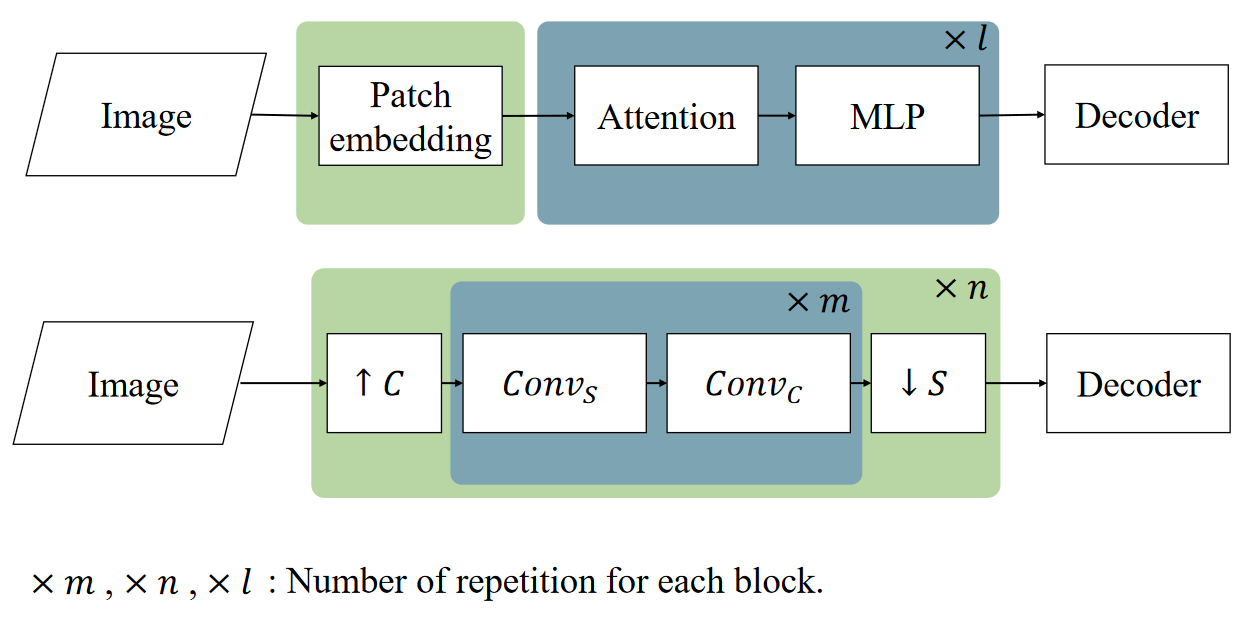 × l
Image
Patch
embedding
Attention
MLP
Decoder
× n
× m
Image
↑ C
Conv_S
Conv_C
↓ S
Decoder
× m , × n , × l : Number of repetition for each block.